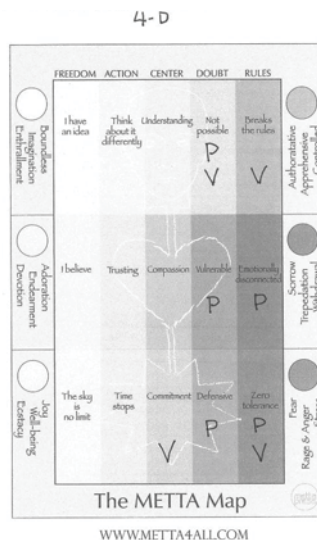 4-D
FREEDOM ACTION CENTER DOUBT RULES
Boundless
Imagination
Enthrallment
I have
an idea
Think
about it
differently
Understanding
Not
possible
P
V
Breaks
the rules
V
Authoratative
Apprehensive
Controlled
Adoration
Endearment
Devotion
I believe
Trusting
Compassion
Vulnerable
P
Emotionally
disconnected
P
Sorrow
Trepedation
Withdrawal
Joy
Well-being
Ecstacy
The sky
is
no limit
Time
stops
Commitment
V
Defensive
P
Zero
tolerance
P
V
Fear
Rage & Anger
The METTA Map
WWW.METTA4ALL.COM